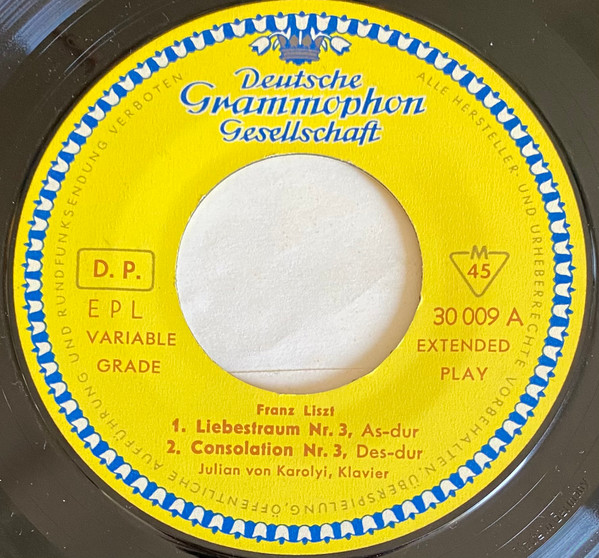 Deutsche
Grammophon
Gesellschaft
ALLE HERSTELLER- UND URHEBERRECHTE VORBEHALTEN, ÜBERSPIELUNG, ÖFFENTLICHE AUFFÜHRUNG UND RUNDFUNKSENDUNG VERBOTEN
D. P.
M
45
EPL
VARIABLE
GRADE
30 009 A
EXTENDED
PLAY
Franz Liszt
1. Liebestraum Nr. 3, As-dur
2. Consolation Nr. 3, Des-dur
Julian von Karolyi, Klavier